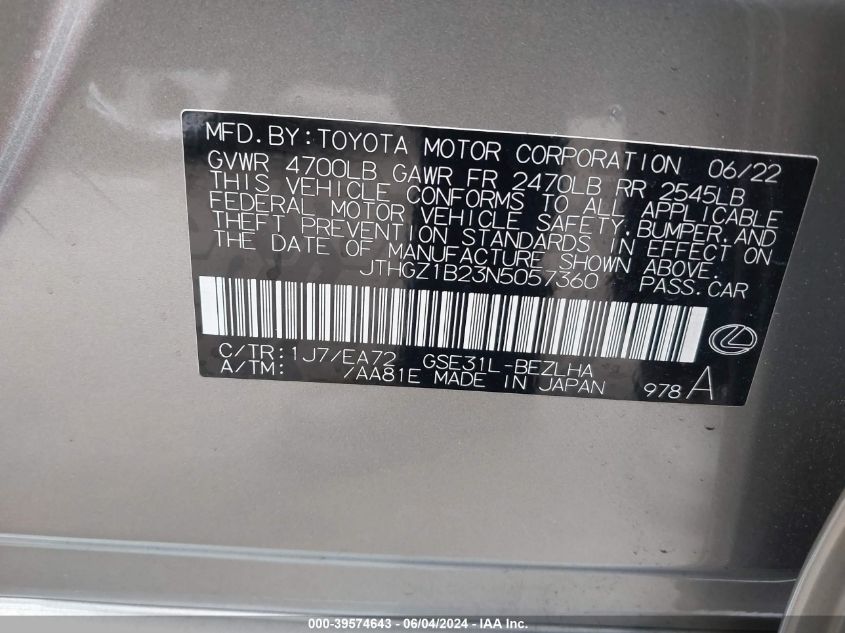 MFD.BY:TOYOTA MOTOR CORPORATION 06/22
GVWR 4700LB GAWR FR 2470LB RR 2545LB
THIS VEHICLE CONFORMS TO ALL APPLICABLE
FEDERAL MOTOR VEHICLE SAFETY,BUMPER,AND
THEFT PREVENTION STANDARDS IN EFFECT ON
THE DATE OF MANUFACTURE SHOWN ABOVE.
JTHGZ1B23N5057360 PASS.CAR
C/TR:1J7/EA72 GSE31L-BEZLHA
A/TM: /AA81E MADE IN JAPAN 978 A
000-39574643 - 06/04/2024 - IAA Inc.